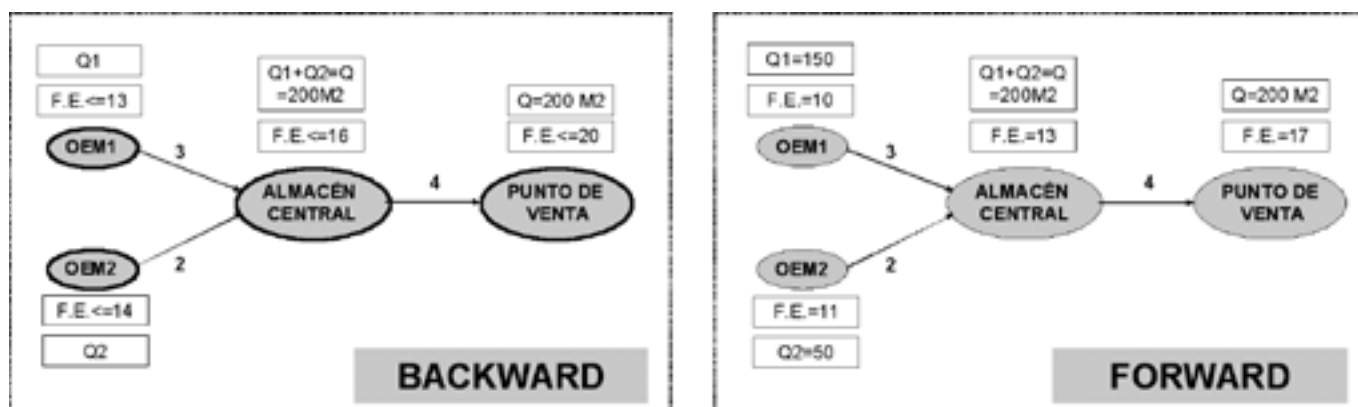 Q1
F.E.<=13
OEM1
3
Q1+Q2=Q
=200M2
F.E.<=16
Q=200 M2
F.E.<=20
ALMACÉN
CENTRAL
4
PUNTO DE
VENTA
OEM2
2
F.E.<=14
Q2
BACKWARD
Q1=150
F.E.=10
OEM1
3
Q1+Q2=Q
=200M2
F.E.=13
Q=200 M2
F.E.=17
ALMACÉN
CENTRAL
4
PUNTO DE
VENTA
OEM2
2
F.E.=11
Q2=50
FORWARD